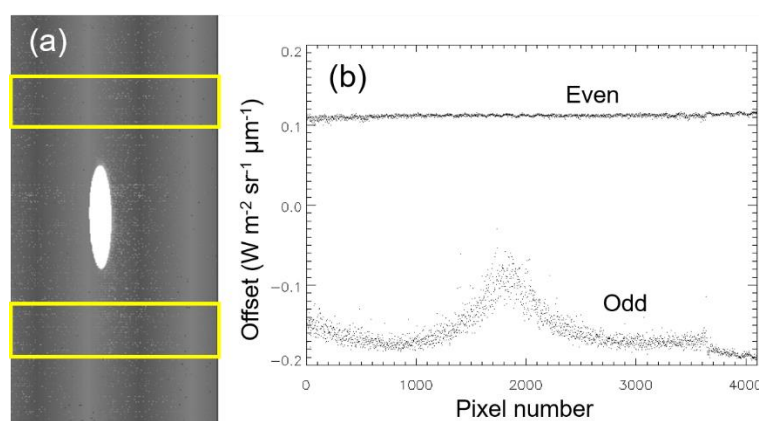 (a)
(b)
Even
Odd
Offset (W m⁻² sr⁻¹ µm⁻¹)
0.2
0.1
0.0
−0.1
−0.2
0 1000 2000 3000 4000
Pixel number